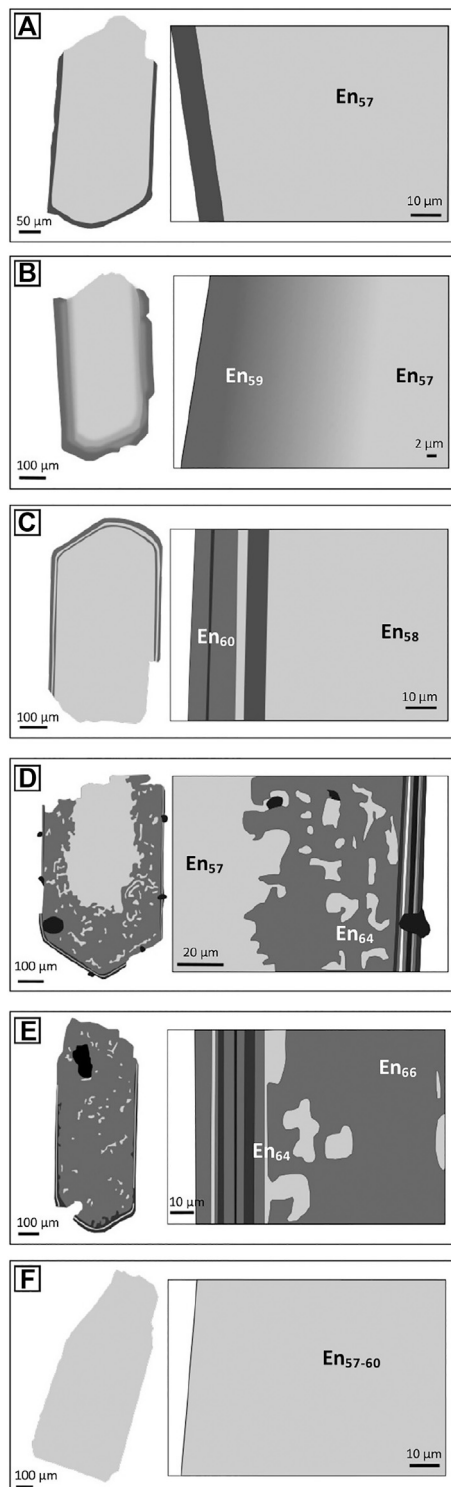 A
En₅₇
50 µm
10 µm
B
En₅₉
En₅₇
2 µm
100 µm
C
En₆₀
En₅₈
100 µm
10 µm
D
En₅₇
En₆₄
100 µm
20 µm
E
En₆₆
En₆₄
10 µm
100 µm
F
En₅₇₋₆₀
100 µm
10 µm